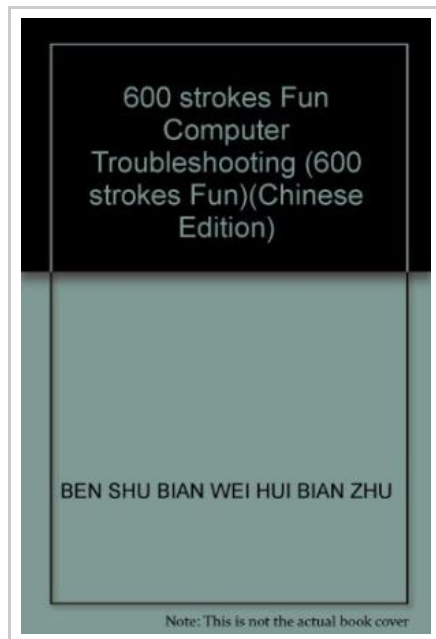 600 strokes Fun
Computer
Troubleshooting (600
strokes Fun)(Chinese
Edition)
BEN SHU BIAN WEI HUI BIAN ZHU
Note: This is not the actual book cover